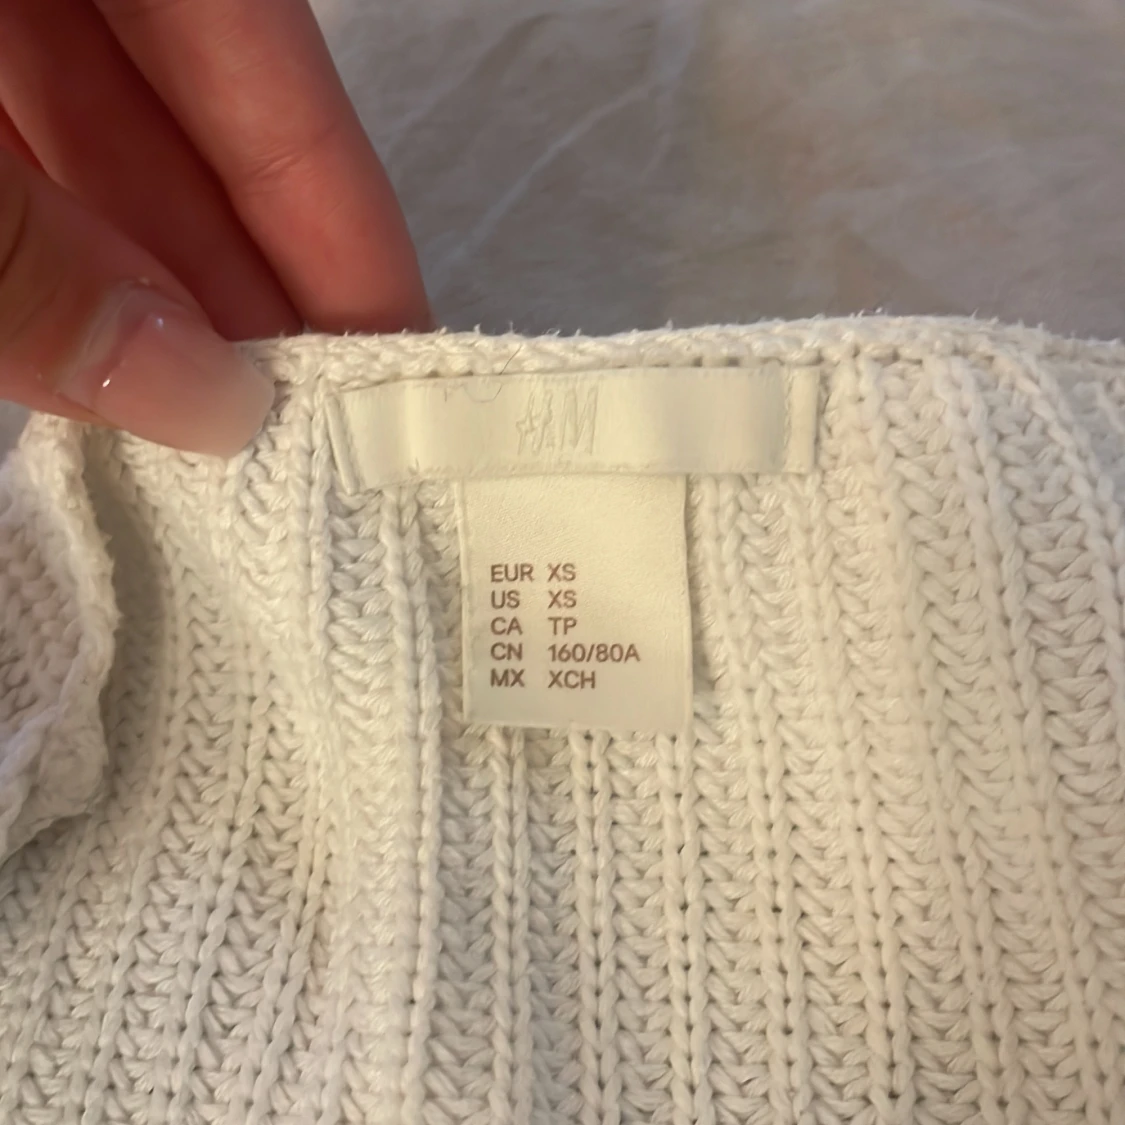 H&M
EUR XS
US XS
CA TP
CN 160/80A
MX XCH